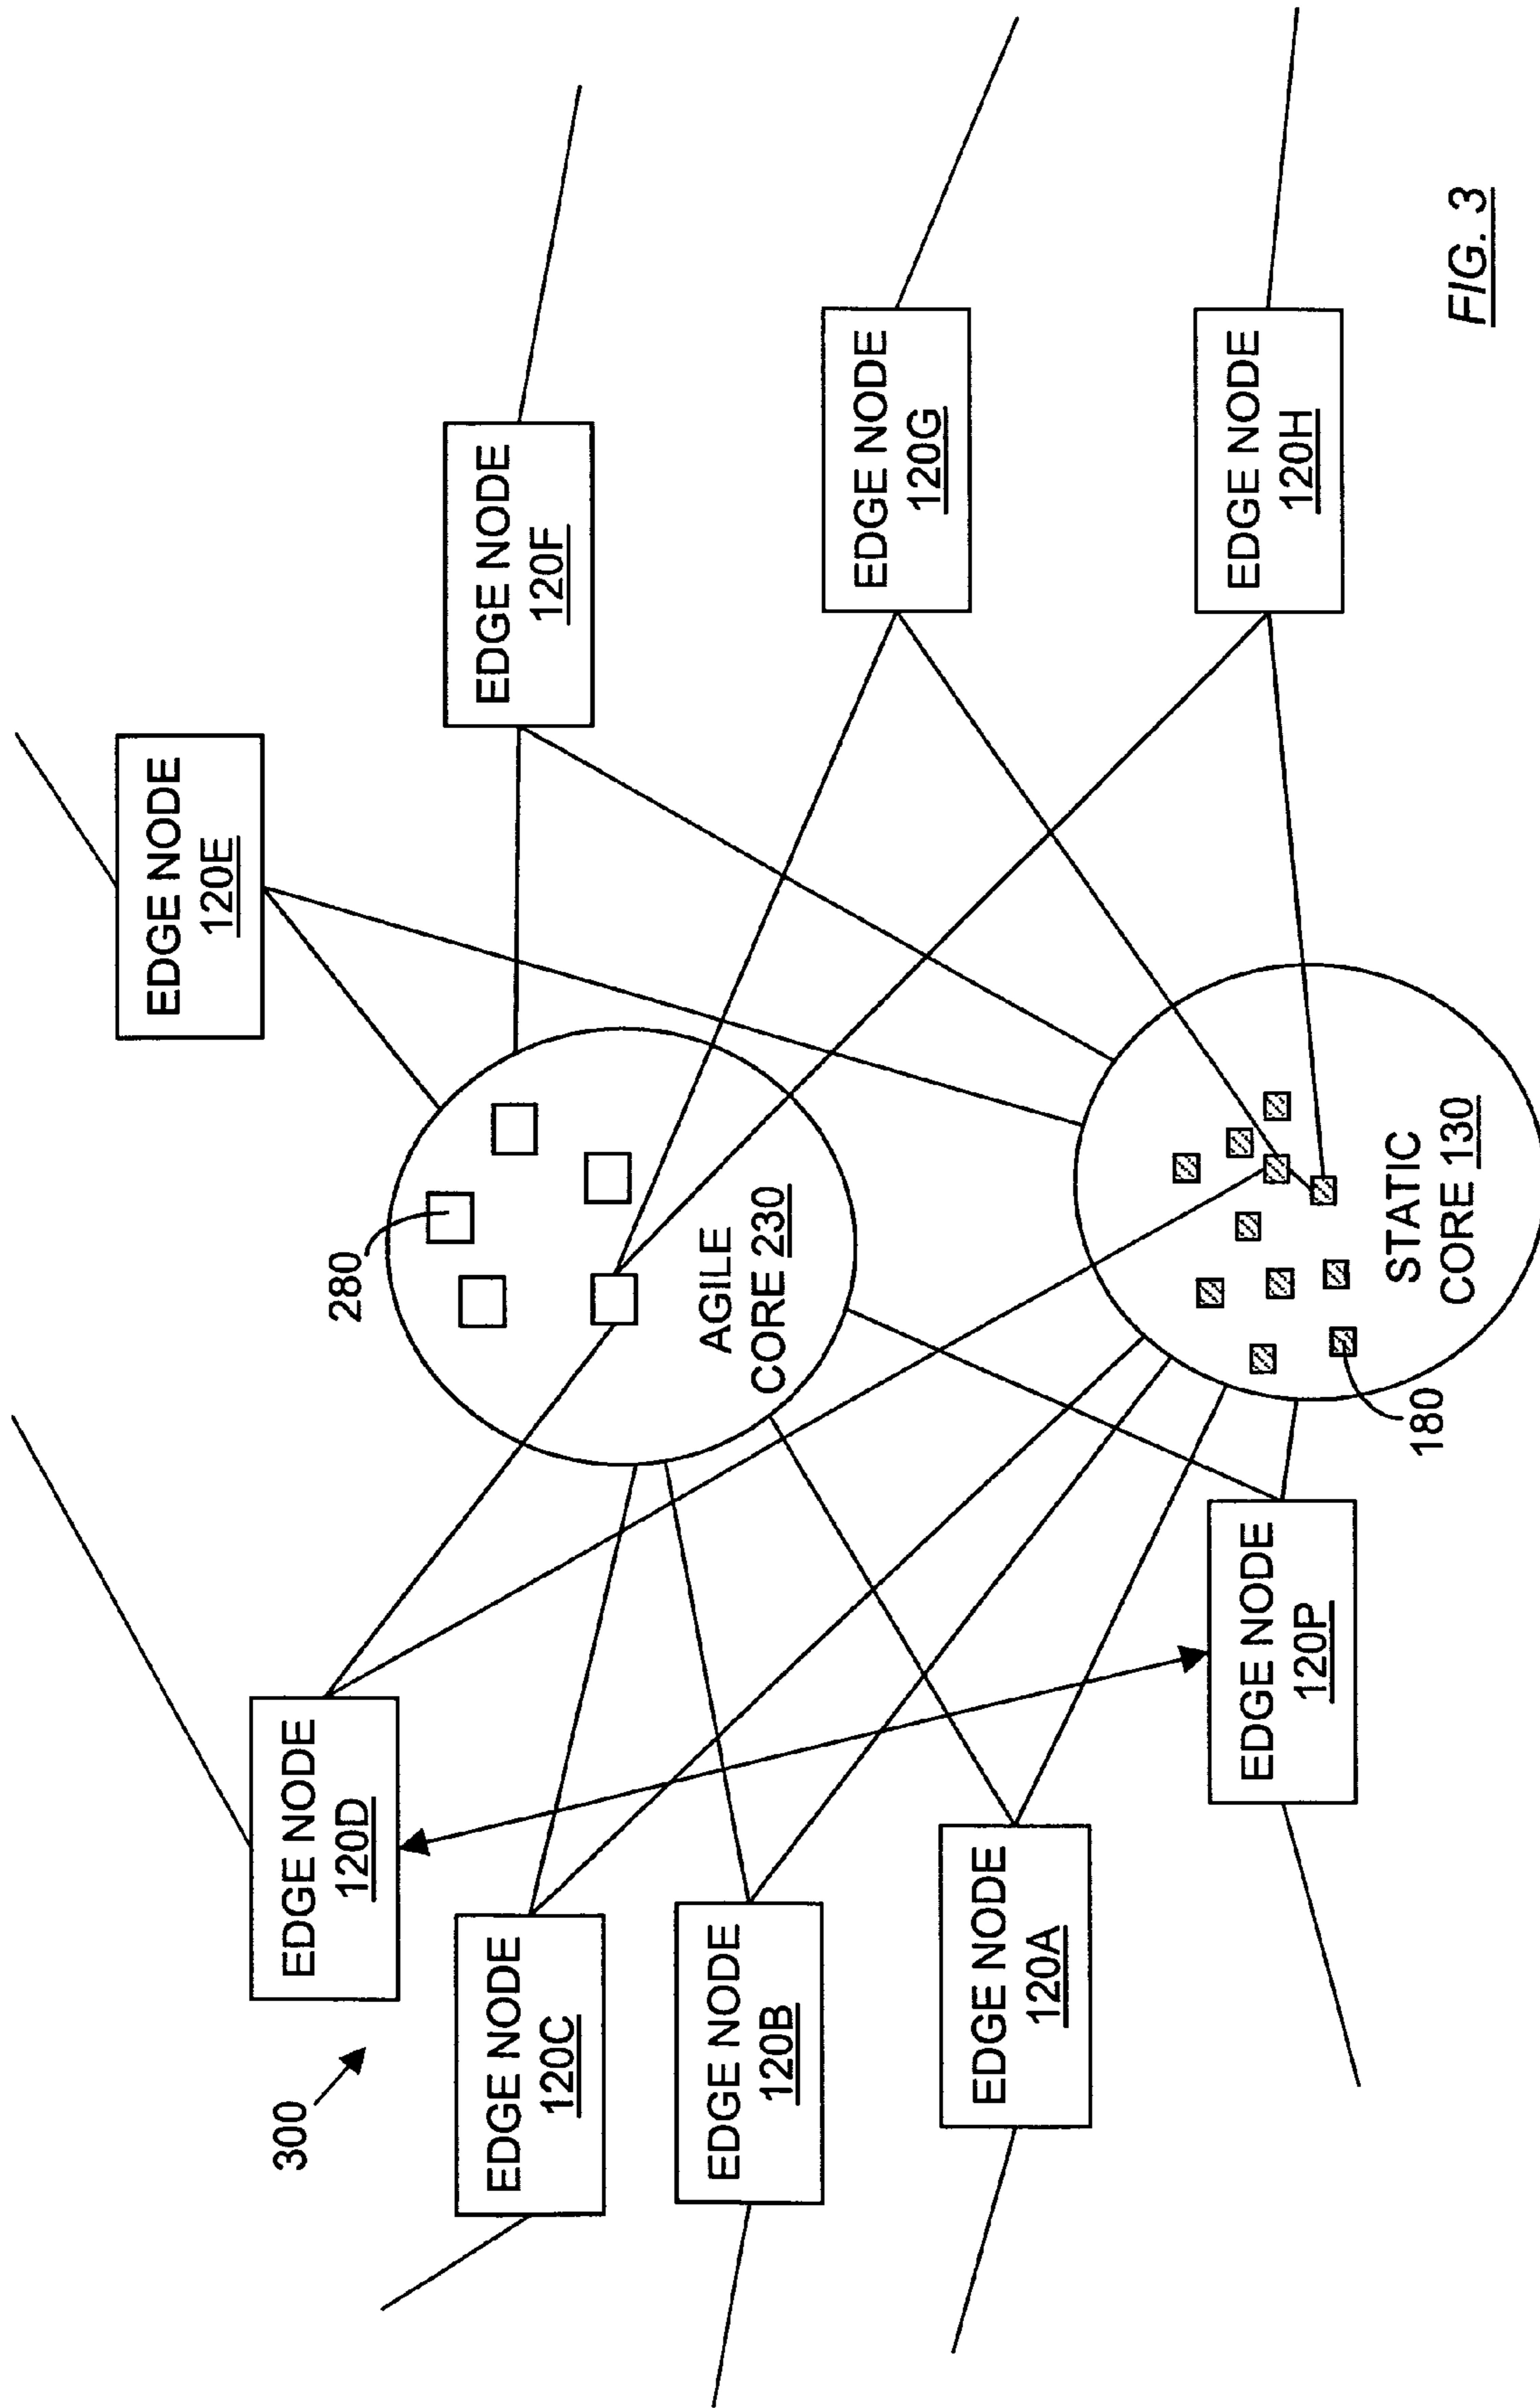 300
EDGE NODE
120D
EDGE NODE
120C
EDGE NODE
120B
EDGE NODE
120A
EDGE NODE
120P
280
AGILE
CORE 230
180
STATIC
CORE 130
EDGE NODE
120E
EDGE NODE
120F
EDGE NODE
120G
EDGE NODE
120H
FIG. 3